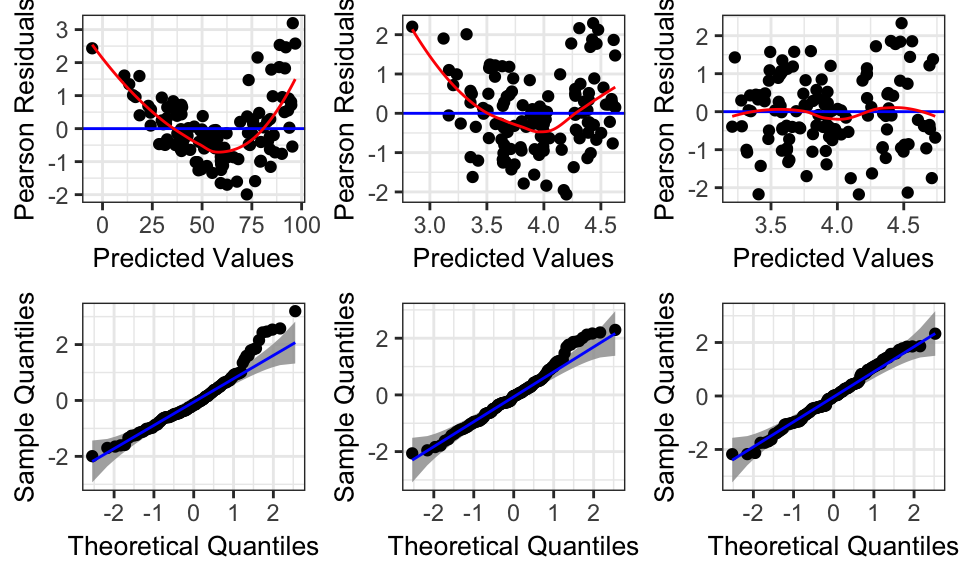 Pearson Residuals
3
2
1
0
-1
-2
0 25 50 75 100
Predicted Values
Pearson Residuals
2
1
0
-1
-2
3.0 3.5 4.0 4.5
Predicted Values
Pearson Residuals
2
1
0
-1
-2
3.5 4.0 4.5
Predicted Values
Sample Quantiles
2
0
-2
-2 -1 0 1 2
Theoretical Quantiles
Sample Quantiles
2
0
-2
-2 -1 0 1 2
Theoretical Quantiles
Sample Quantiles
2
0
-2
-2 -1 0 1 2
Theoretical Quantiles